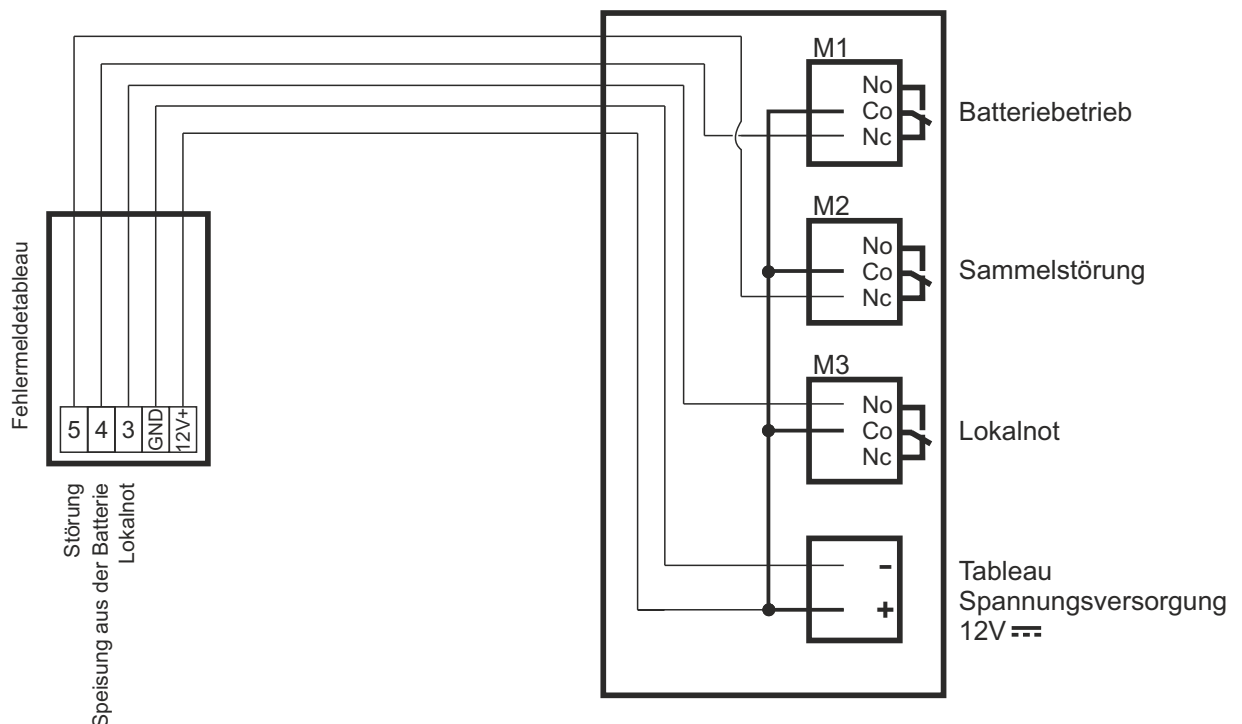 M1
No
Co
Nc
Batteriebetrieb
M2
No
Co
Nc
Sammelstörung
M3
No
Co
Nc
Lokalnot
-
+
Tableau
Spannungsversorgung
12V
Fehlermeldetableau
5
4
3
GND
12V+
Störung
Speisung aus der Batterie
Lokalnot